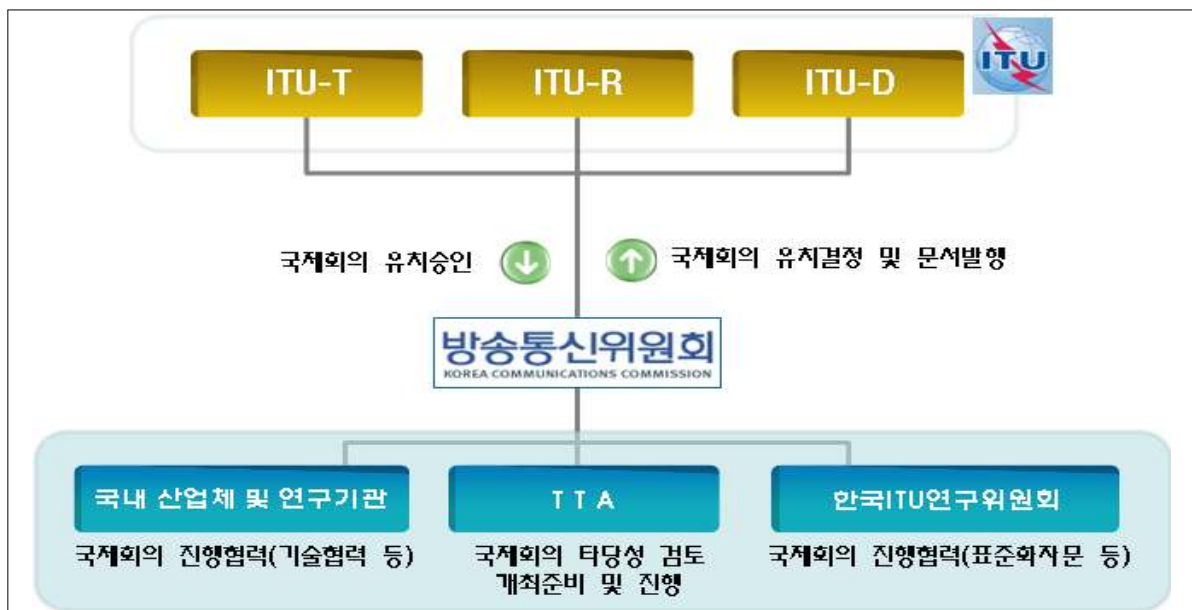 ITU-T
ITU-R
ITU-D
ITU
국제회의 유치승인
국제회의 유치결정 및 문서발행
방송통신위원회
KOREA COMMUNICATIONS COMMISSION
국내 산업체 및 연구기관
T T A
한국ITU연구위원회
국제회의 진행협력(기술협력 등)
국제회의 타당성 검토
개최준비 및 진행
국제회의 진행협력(표준화자문 등)